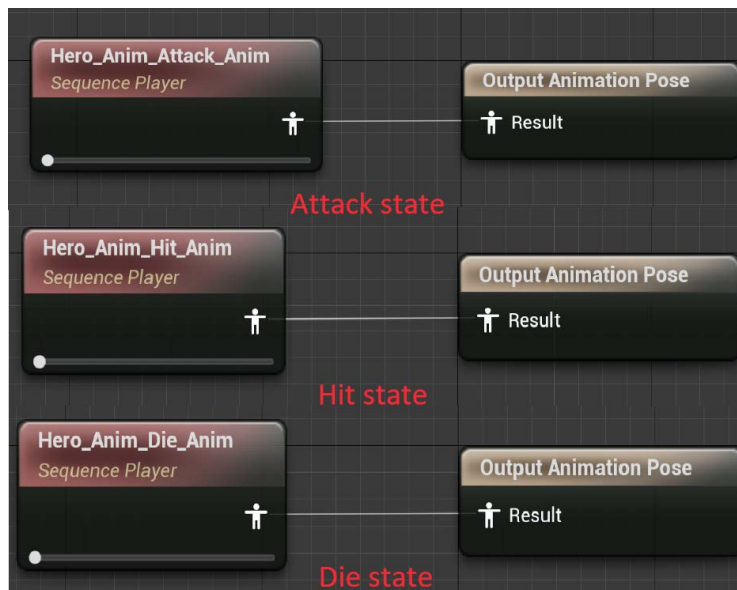 Hero_Anim_Attack_Anim
Sequence Player
Output Animation Pose
Result
Attack state
Hero_Anim_Hit_Anim
Sequence Player
Output Animation Pose
Result
Hit state
Hero_Anim_Die_Anim
Sequence Player
Output Animation Pose
Result
Die state